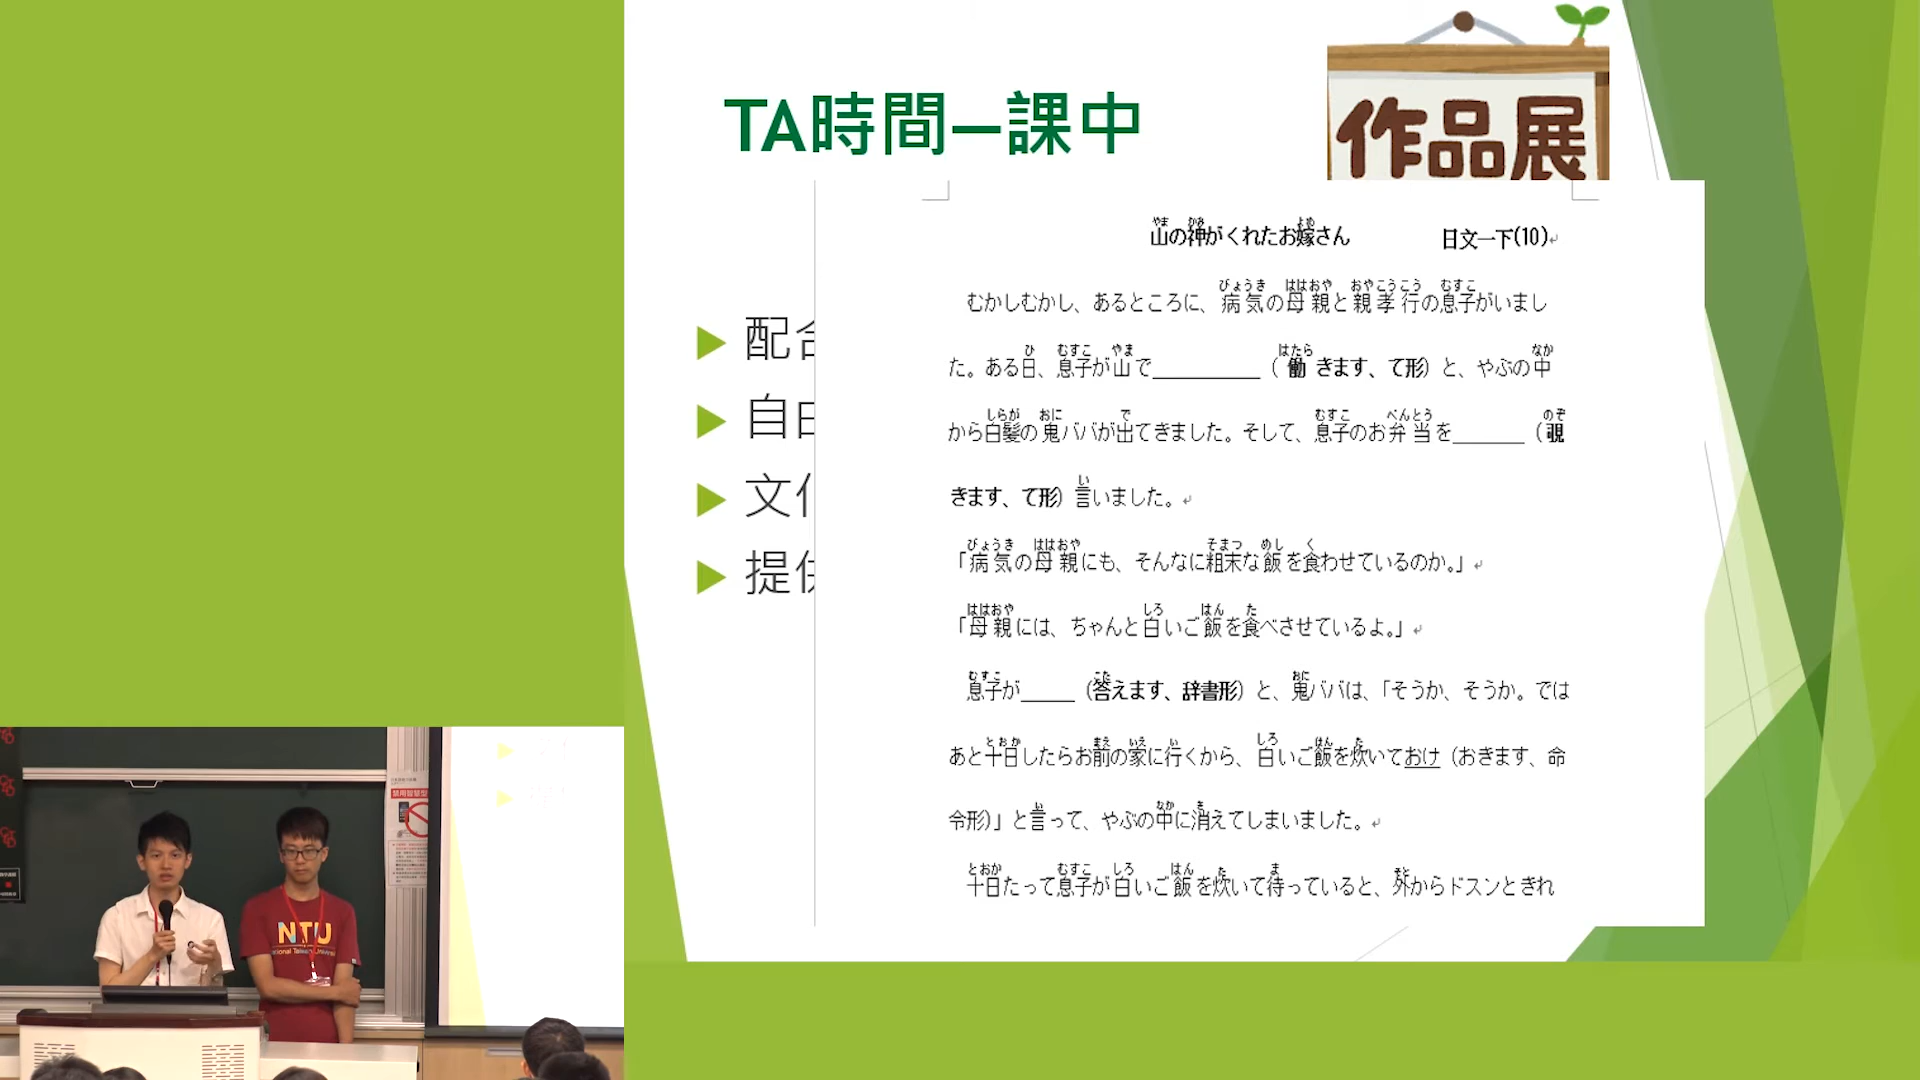 TA時間—課中
作品展
配合
自由
文化
提供
山の神がくれたお嫁さん 日文一下(10)
むかしむかし、あるところに、病気の母親と親孝行の息子がいまし
た。ある日、息子が山で____________（働きます、て形）と、やぶの中
から白髪の鬼ババが出てきました。そして、息子のお弁当を________（覗
きます、て形）言いました。
「病気の母親にも、そんなに粗末な飯を食わせているのか。」
「母親には、ちゃんと白いご飯を食べさせているよ。」
息子が______（答えます、辞書形）と、鬼ババは、「そうか、そうか。では
あと十日したらお前の家に行くから、白いご飯を炊いておけ（おきます、命
令形）」と言って、やぶの中に消えてしまいました。
十日たって息子が白いご飯を炊いて待っていると、外からドスンときれ
NTU